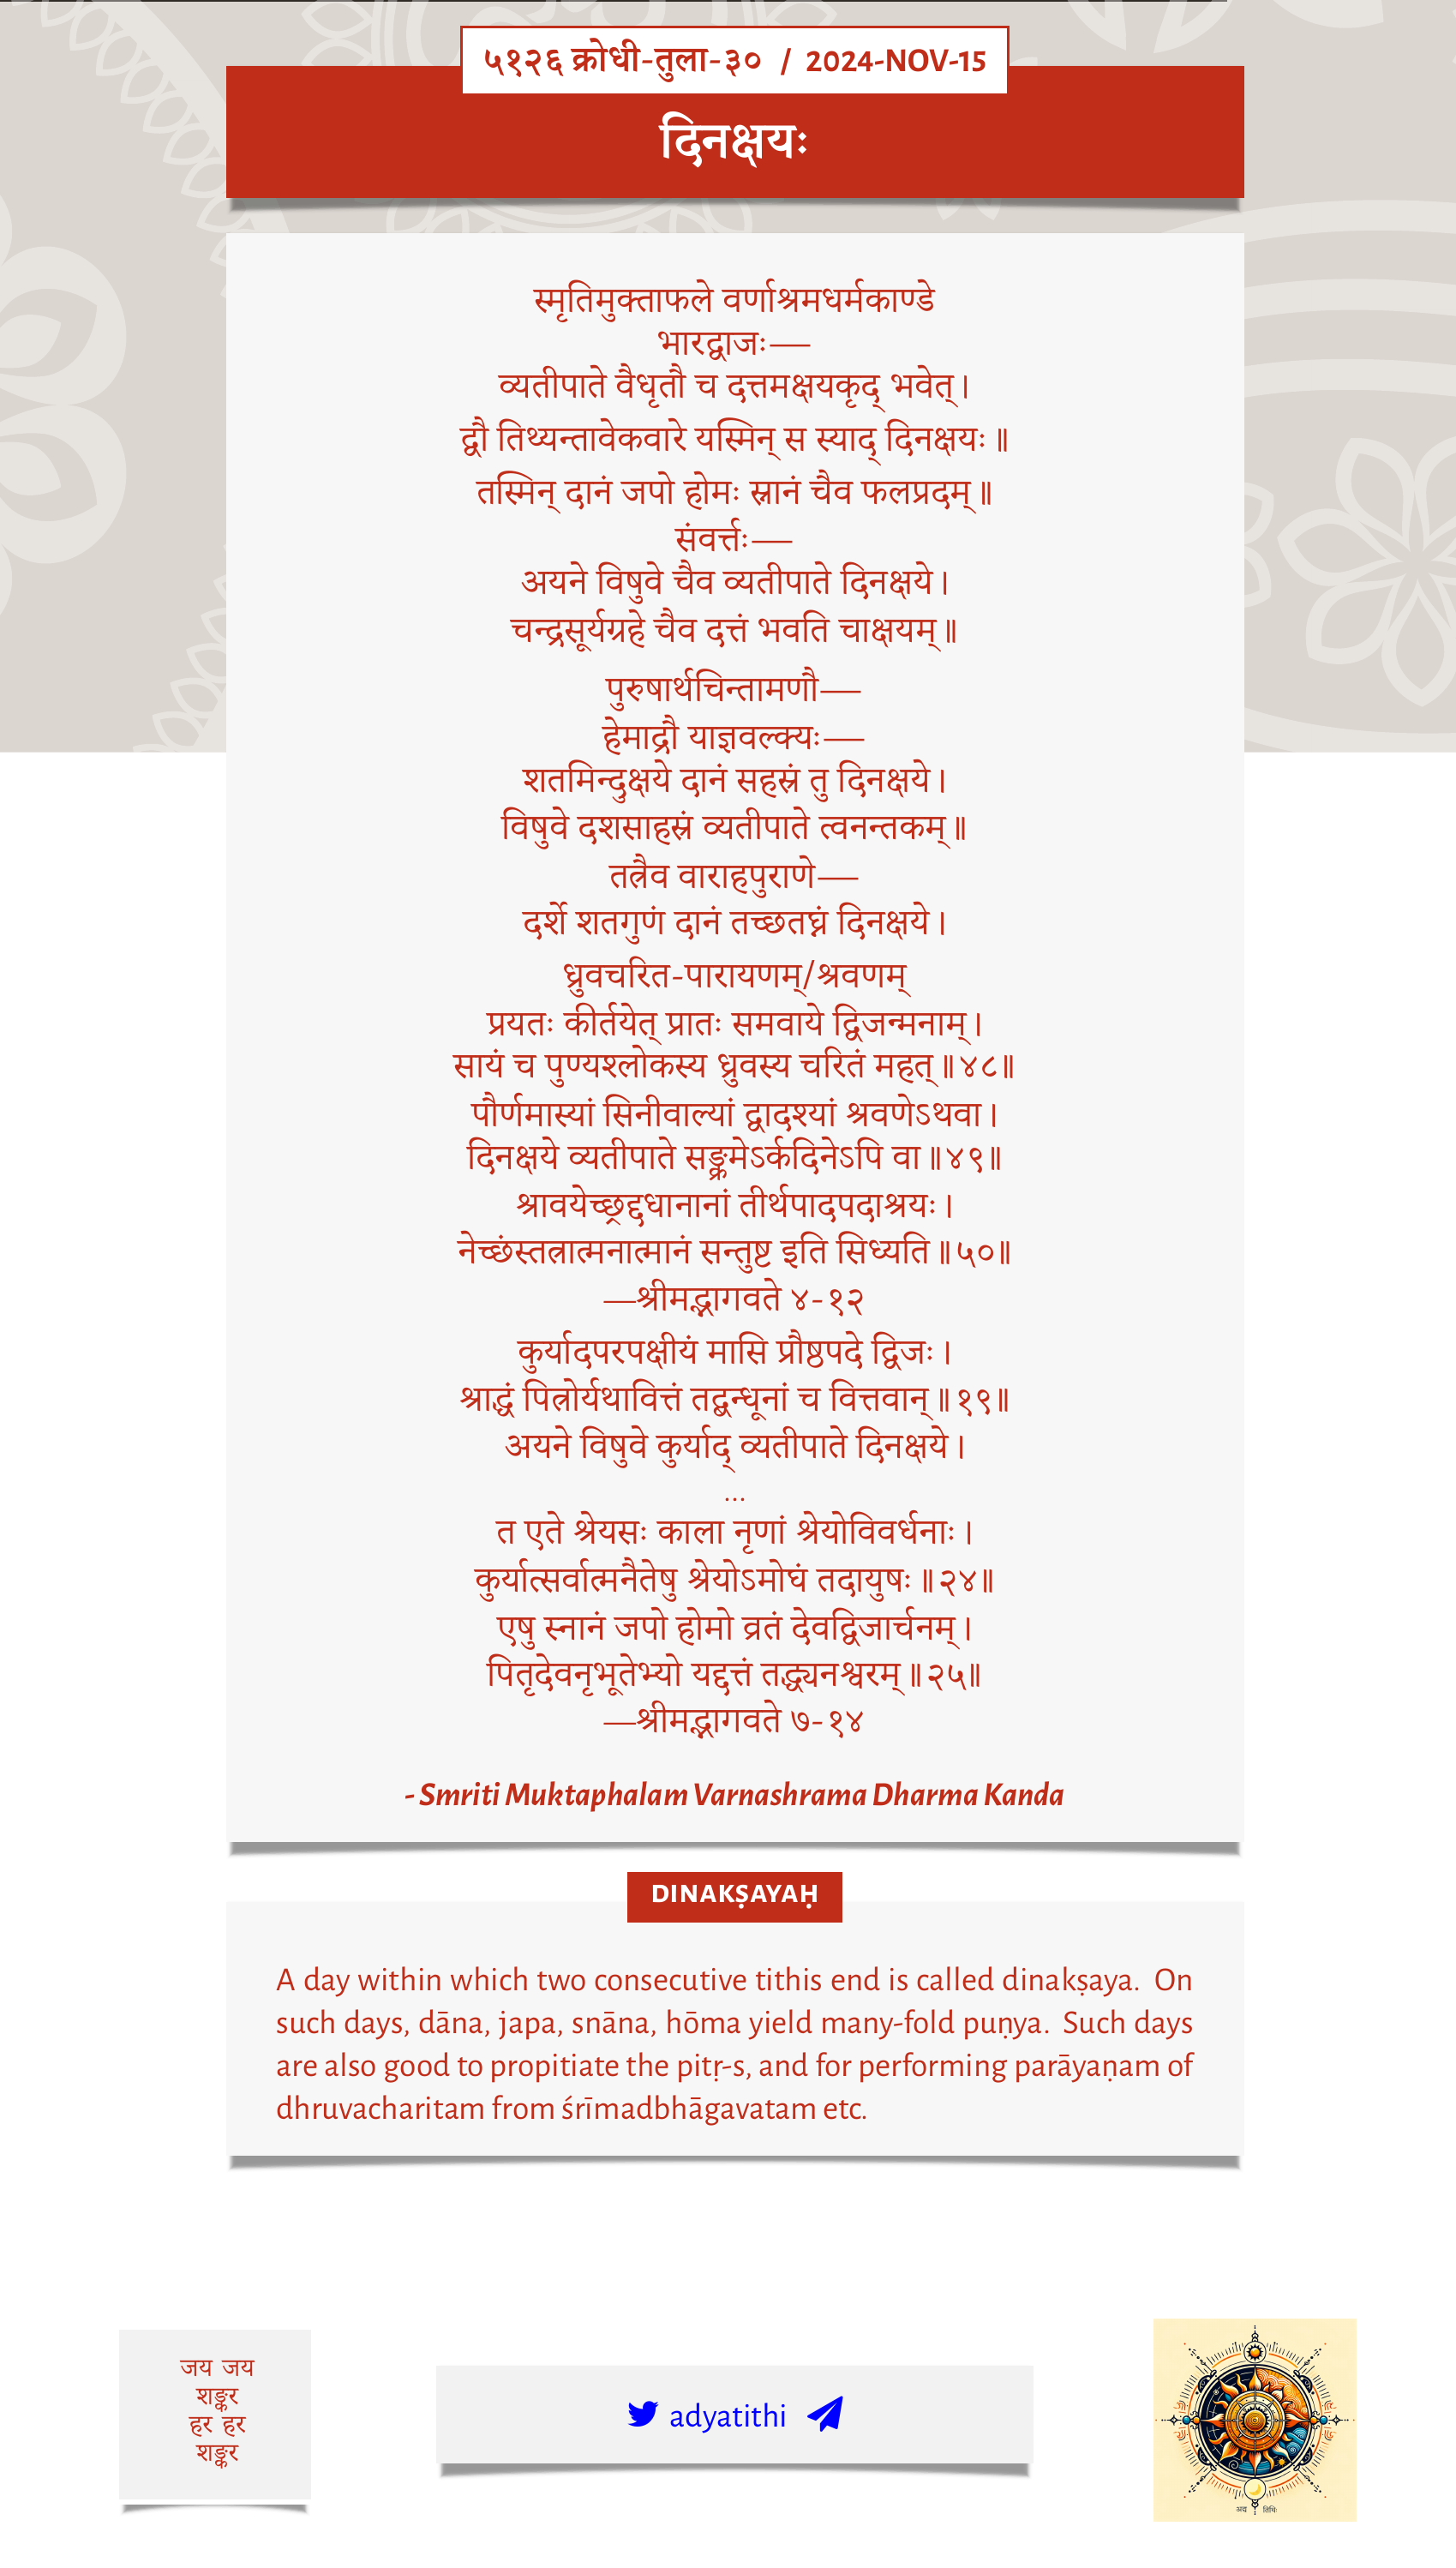 ५१२६ क्रोधी-तुला-३० / 2024-NOV-15
दिनक्षयः
स्मृतिमुक्ताफले वर्णाश्रमधर्मकाण्डे
भारद्वाजः—
व्यतीपाते वैधृतौ च दत्तमक्षयकृद् भवेत्।
द्वौ तिथ्यन्तावेकवारे यस्मिन् स स्याद् दिनक्षयः॥
तस्मिन् दानं जपो होमः स्नानं चैव फलप्रदम्॥
संवर्त्तः—
अयने विषुवे चैव व्यतीपाते दिनक्षये।
चन्द्रसूर्यग्रहे चैव दत्तं भवति चाक्षयम्॥
पुरुषार्थचिन्तामणौ—
हेमाद्रौ याज्ञवल्क्यः—
शतमिन्दुक्षये दानं सहस्रं तु दिनक्षये।
विषुवे दशसाहस्रं व्यतीपाते त्वनन्तकम्॥
तत्रैव वाराहपुराणे—
दर्शे शतगुणं दानं तच्छतघ्नं दिनक्षये।
ध्रुवचरित-पारायणम्/श्रवणम्
प्रयतः कीर्तयेत् प्रातः समवाये द्विजन्मनाम्।
सायं च पुण्यश्लोकस्य ध्रुवस्य चरितं महत्॥४८॥
पौर्णमास्यां सिनीवाल्यां द्वादश्यां श्रवणेऽथवा।
दिनक्षये व्यतीपाते सङ्क्रमेऽर्कदिनेऽपि वा॥४९॥
श्रावयेच्छ्रद्दधानानां तीर्थपादपदाश्रयः।
नेच्छंस्तत्रात्मनात्मानं सन्तुष्ट इति सिध्यति॥५०॥
—श्रीमद्भागवते ४-१२
कुर्यादपरपक्षीयं मासि प्रौष्ठपदे द्विजः।
श्राद्धं पित्रोर्यथावित्तं तद्बन्धूनां च वित्तवान्॥१९॥
अयने विषुवे कुर्याद् व्यतीपाते दिनक्षये।
...
त एते श्रेयसः काला नृणां श्रेयोविवर्धनाः।
कुर्यात्सर्वात्मनैतेषु श्रेयोऽमोघं तदायुषः॥२४॥
एषु स्नानं जपो होमो व्रतं देवद्विजार्चनम्।
पितृदेवनृभूतेभ्यो यद्दत्तं तद्ध्यनश्वरम्॥२५॥
—श्रीमद्भागवते ७-१४
- Smriti Muktaphalam Varnashrama Dharma Kanda
DINAKṢAYAḤ
A day within which two consecutive tithis end is called dinakṣaya. On
such days, dāna, japa, snāna, hōma yield many-fold puṇya. Such days
are also good to propitiate the pitṛ-s, and for performing parāyaṇam of
dhruvacharitam from śrīmadbhāgavatam etc.
जय जय
शङ्कर
हर हर
शङ्कर
adyatithi
अद्य तिथिः